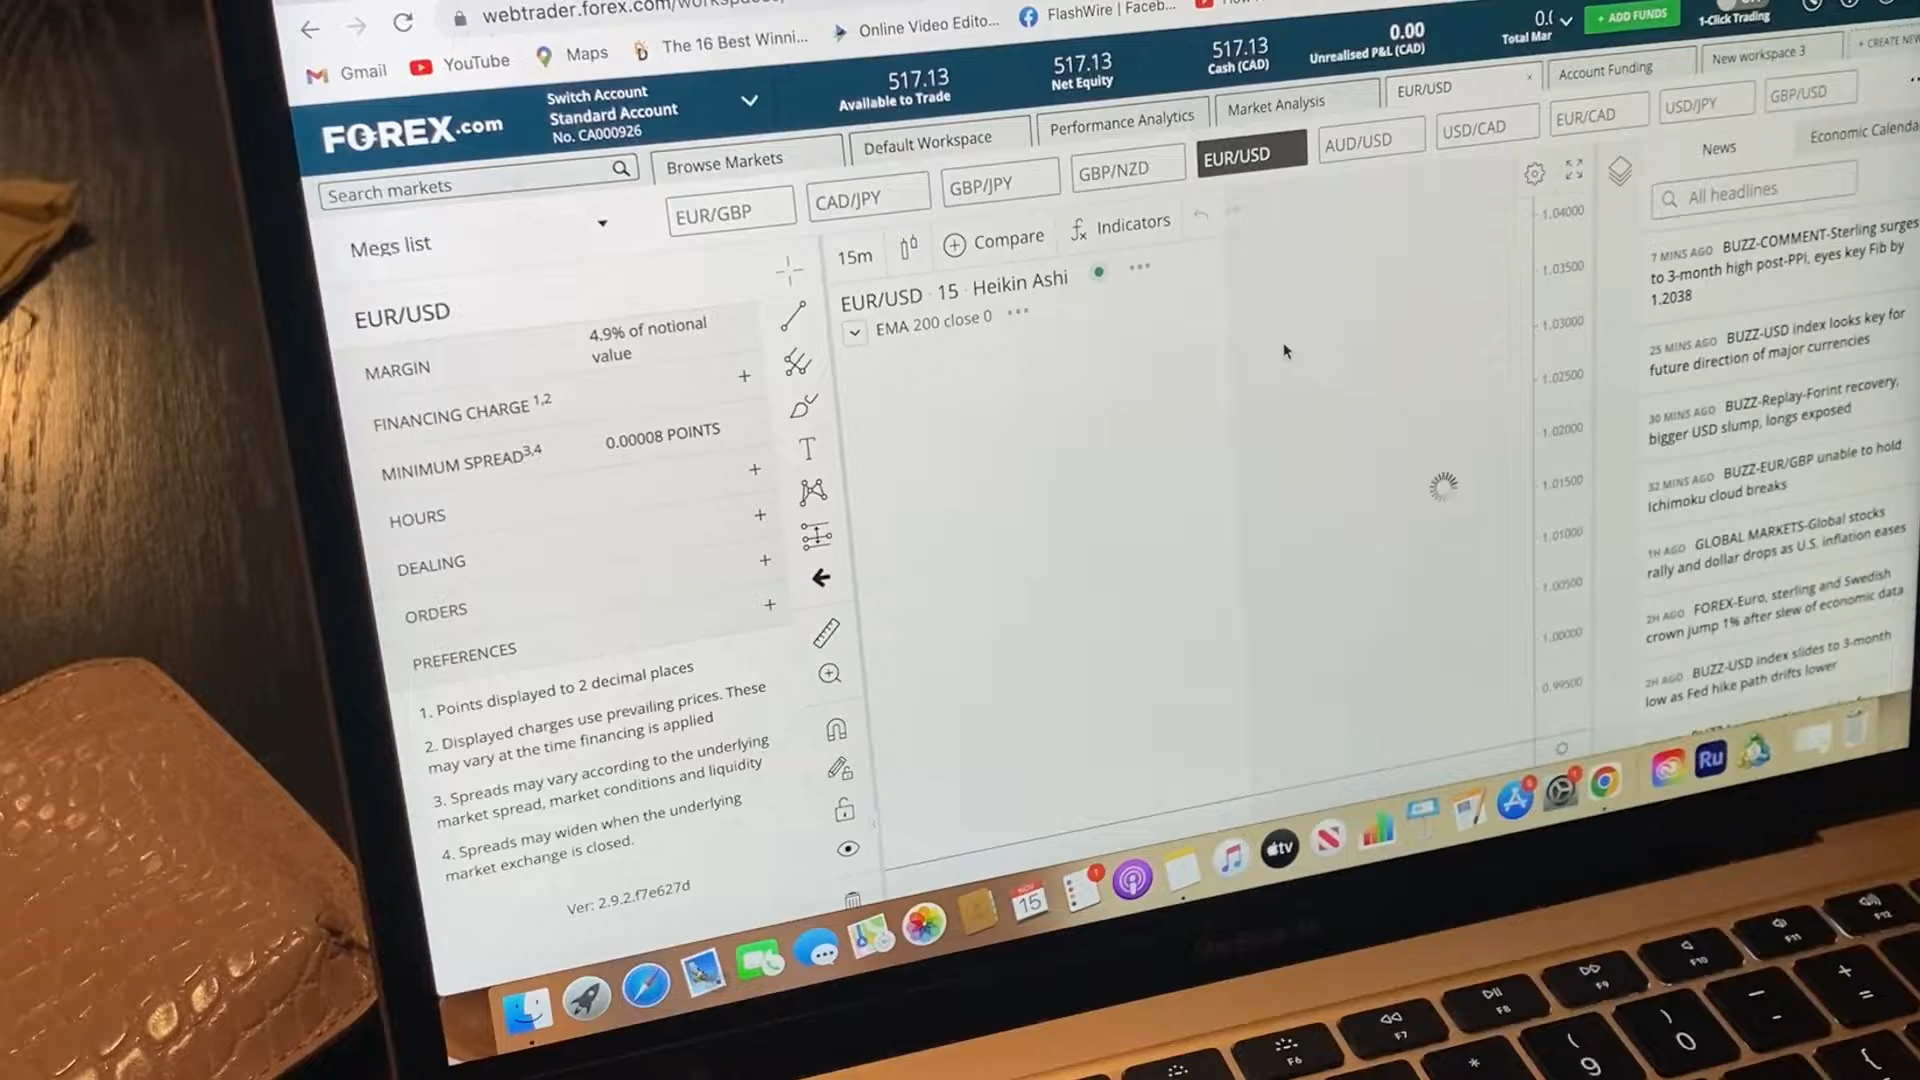 webtrader.forex.com/workspaces
Gmail
YouTube
Maps
The 16 Best Winni...
Online Video Edito...
FlashWire | Faceb...
FOREX.com
Switch Account
Standard Account
No. CA000926
517.13
Available to Trade
517.13
Net Equity
517.13
Cash (CAD)
0.00
Unrealised P&L (CAD)
Total Mar
+ ADD FUNDS
1-Click Trading
Search markets
Browse Markets
Default Workspace
Performance Analytics
Market Analysis
EUR/USD
Account Funding
New workspace 3
+ CREATE NEW
EUR/GBP
CAD/JPY
GBP/JPY
GBP/NZD
EUR/USD
AUD/USD
USD/CAD
EUR/CAD
USD/JPY
GBP/USD
Megs list
EUR/USD
MARGIN
4.9% of notional
value
FINANCING CHARGE 1,2
MINIMUM SPREAD3,4
0.00008 POINTS
HOURS
DEALING
ORDERS
PREFERENCES
1. Points displayed to 2 decimal places
2. Displayed charges use prevailing prices. These
may vary at the time financing is applied
3. Spreads may vary according to the underlying
market spread, market conditions and liquidity
4. Spreads may widen when the underlying
market exchange is closed.
Ver: 2.9.2.f7e627d
15m
Compare
Indicators
EUR/USD · 15 · Heikin Ashi
EMA 200 close 0
1.04000
1.03500
1.03000
1.02500
1.02000
1.01500
1.01000
1.00500
1.00000
0.99500
News
Economic Calenda
All headlines
7 MINS AGO BUZZ-COMMENT-Sterling surges
to 3-month high post-PPI, eyes key Fib by
1.2038
25 MINS AGO BUZZ-USD index looks key for
future direction of major currencies
30 MINS AGO BUZZ-Replay-Forint recovery,
bigger USD slump, longs exposed
32 MINS AGO BUZZ-EUR/GBP unable to hold
Ichimoku cloud breaks
1H AGO GLOBAL MARKETS-Global stocks
rally and dollar drops as U.S. inflation eases
2H AGO FOREX-Euro, sterling and Swedish
crown jump 1% after slew of economic data
2H AGO BUZZ-USD index slides to 3-month
low as Fed hike path drifts lower
NOV
15
1
tv
Ru
F6
F7
F8
F9
F10
F11
F12
*
(
9
)
0
-
+
=
{